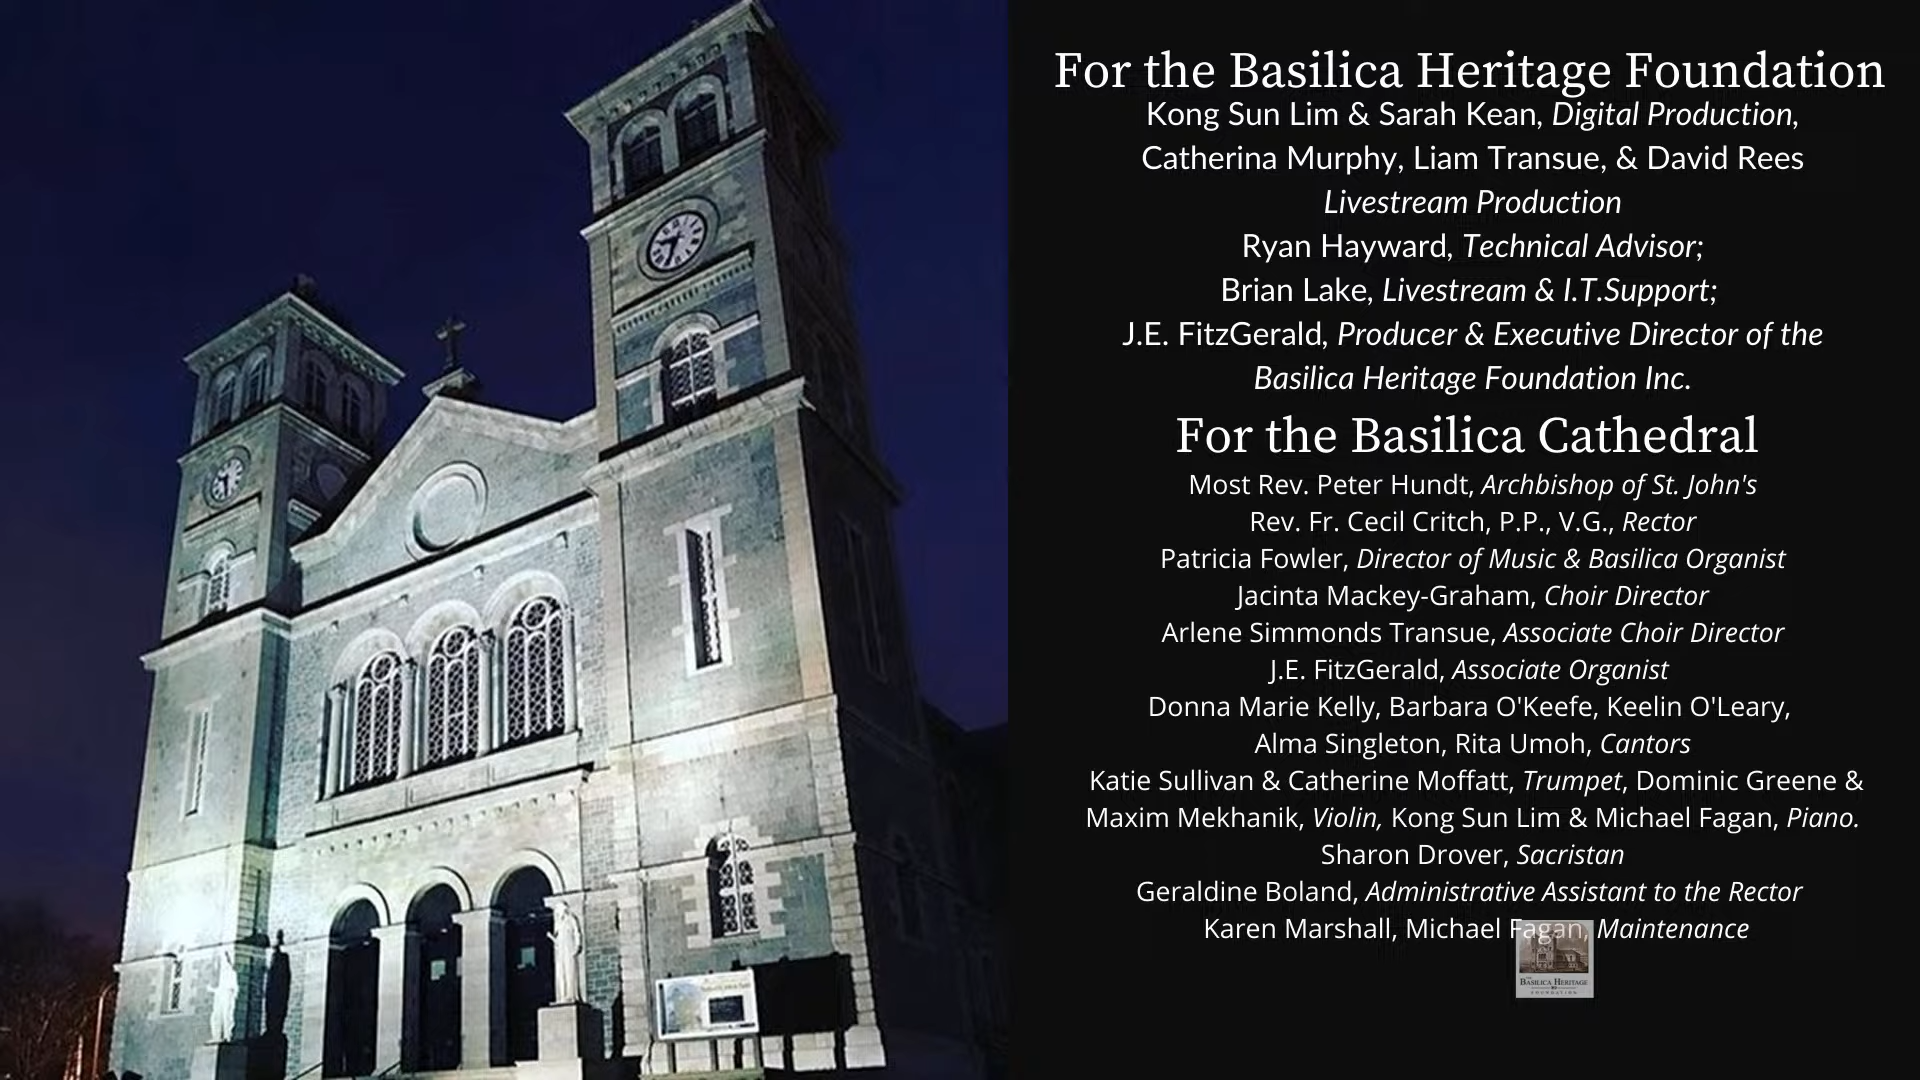 For the Basilica Heritage Foundation
Kong Sun Lim & Sarah Kean, Digital Production,
Catherina Murphy, Liam Transue, & David Rees
Livestream Production
Ryan Hayward, Technical Advisor;
Brian Lake, Livestream & I.T.Support;
J.E. FitzGerald, Producer & Executive Director of the
Basilica Heritage Foundation Inc.
For the Basilica Cathedral
Most Rev. Peter Hundt, Archbishop of St. John's
Rev. Fr. Cecil Critch, P.P., V.G., Rector
Patricia Fowler, Director of Music & Basilica Organist
Jacinta Mackey-Graham, Choir Director
Arlene Simmonds Transue, Associate Choir Director
J.E. FitzGerald, Associate Organist
Donna Marie Kelly, Barbara O'Keefe, Keelin O'Leary,
Alma Singleton, Rita Umoh, Cantors
Katie Sullivan & Catherine Moffatt, Trumpet, Dominic Greene &
Maxim Mekhanik, Violin, Kong Sun Lim & Michael Fagan, Piano.
Sharon Drover, Sacristan
Geraldine Boland, Administrative Assistant to the Rector
Karen Marshall, Michael Fagan, Maintenance
BASILICA HERITAGE
FOUNDATION